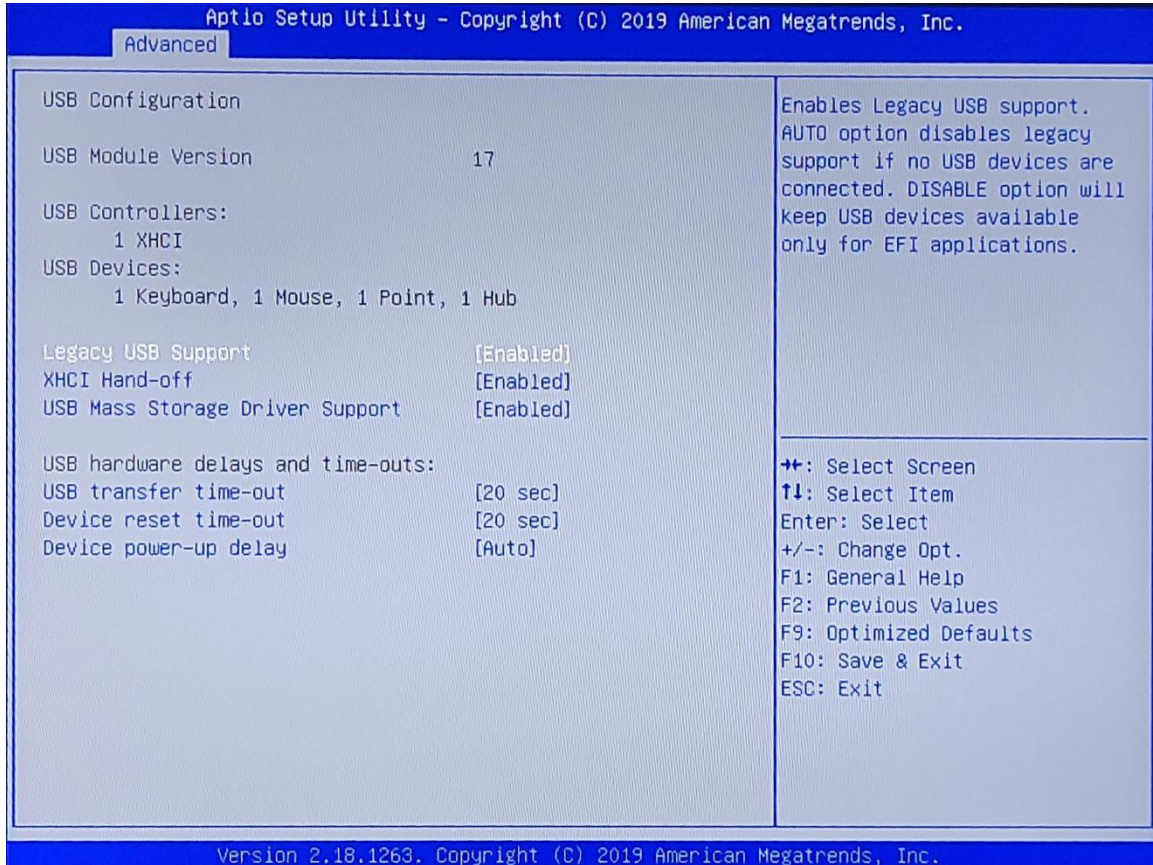 Aptio Setup Utility – Copyright (C) 2019 American Megatrends, Inc.
Advanced
USB Configuration
USB Module Version 17
USB Controllers:
1 XHCI
USB Devices:
1 Keyboard, 1 Mouse, 1 Point, 1 Hub
Legacy USB Support [Enabled]
XHCI Hand-off [Enabled]
USB Mass Storage Driver Support [Enabled]
USB hardware delays and time-outs:
USB transfer time-out [20 sec]
Device reset time-out [20 sec]
Device power-up delay [Auto]
Enables Legacy USB support.
AUTO option disables legacy
support if no USB devices are
connected. DISABLE option will
keep USB devices available
only for EFI applications.
→←: Select Screen
↑↓: Select Item
Enter: Select
+/-: Change Opt.
F1: General Help
F2: Previous Values
F9: Optimized Defaults
F10: Save & Exit
ESC: Exit
Version 2.18.1263. Copyright (C) 2019 American Megatrends, Inc.